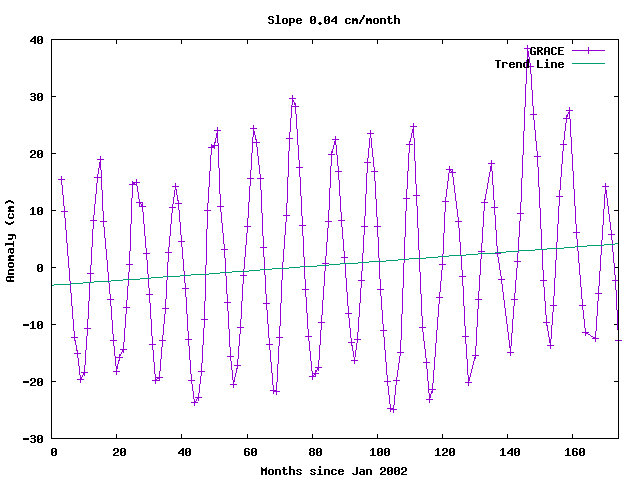 Slope 0.04 cm/month
GRACE
Trend Line
40
30
20
10
0
-10
-20
-30
Anomaly (cm)
0 20 40 60 80 100 120 140 160
Months since Jan 2002